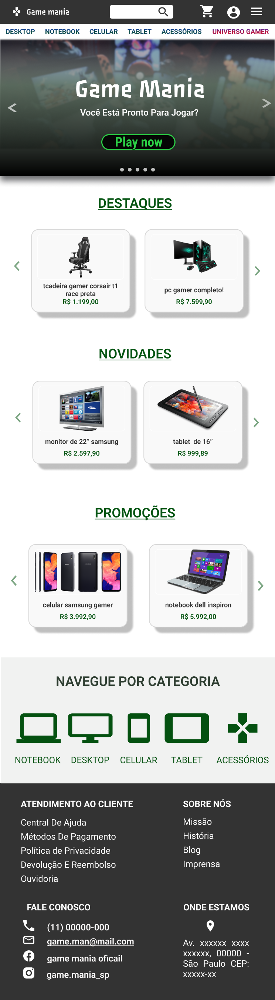 Game mania
DESKTOP NOTEBOOK CELULAR TABLET ACESSÓRIOS UNIVERSO GAMER
Game Mania
Você Está Pronto Para Jogar?
Play now
DESTAQUES
tcadeira gamer corsair t1
race preta
R$ 1.199,00
pc gamer completo!
R$ 7.599,90
NOVIDADES
monitor de 22” samsung
R$ 2.597,90
tablet de 16”
R$ 999,89
PROMOÇÕES
celular samsung gamer
R$ 3.992,90
notebook dell inspiron
R$ 5.992,00
NAVEGUE POR CATEGORIA
NOTEBOOK DESKTOP CELULAR TABLET ACESSÓRIOS
ATENDIMENTO AO CLIENTE
Central De Ajuda
Métodos De Pagamento
Política de Privacidade
Devolução E Reembolso
Ouvidoria
SOBRE NÓS
Missão
História
Blog
Imprensa
FALE CONOSCO
(11) 00000-000
game.man@mail.com
game mania oficail
game.mania_sp
ONDE ESTAMOS
Av. xxxxxx xxxx
xxxxxx, 00000 -
São Paulo CEP:
xxxxx-xx